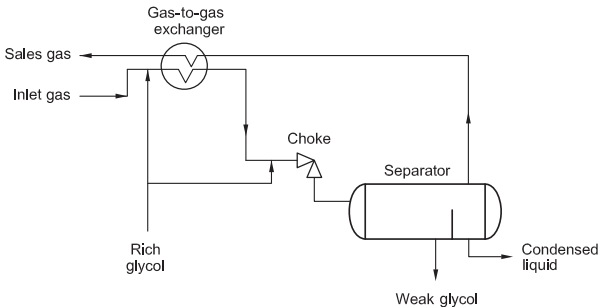 Gas-to-gas
exchanger
Sales gas
Inlet gas
Choke
Separator
Rich
glycol
Condensed
liquid
Weak glycol